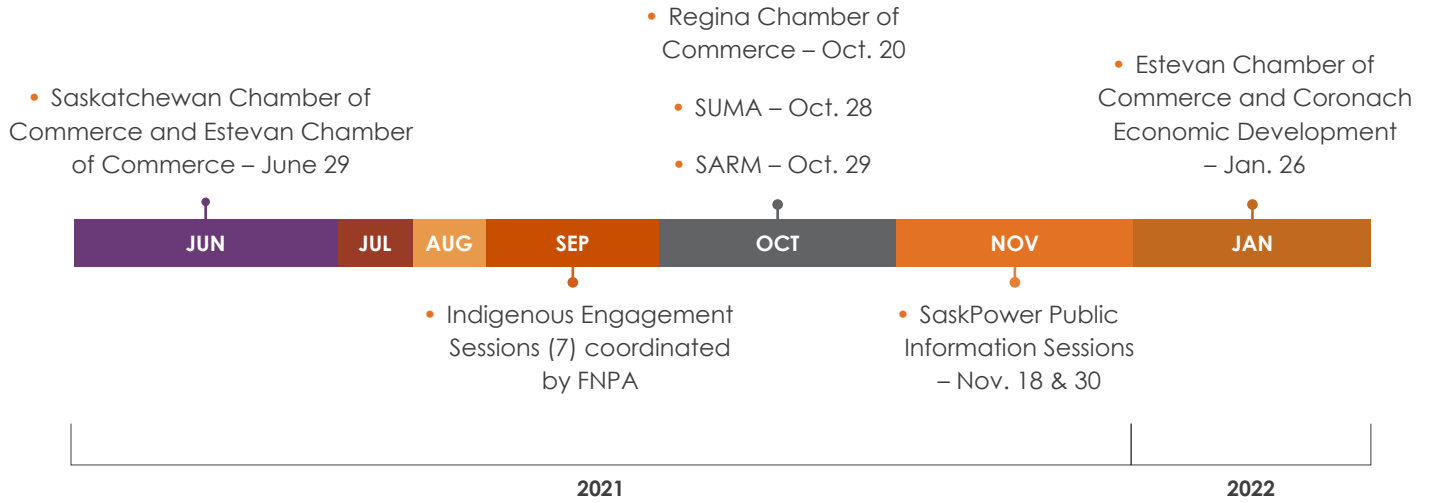 • Regina Chamber of
Commerce – Oct. 20
• SUMA – Oct. 28
• SARM – Oct. 29
• Estevan Chamber of
Commerce and Coronach
Economic Development
– Jan. 26
• Saskatchewan Chamber of
Commerce and Estevan Chamber
of Commerce – June 29
JUN JUL AUG SEP OCT NOV JAN
• Indigenous Engagement
Sessions (7) coordinated
by FNPA
• SaskPower Public
Information Sessions
– Nov. 18 & 30
2021 2022